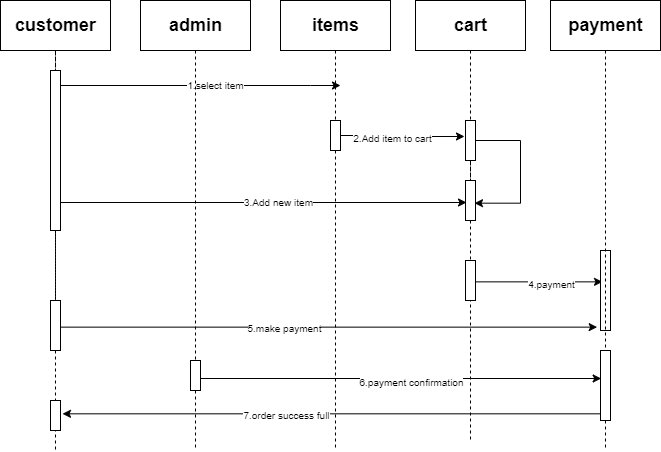 customer
admin
items
cart
payment
1.select item
2.Add item to cart
3.Add new item
4.payment
5.make payment
6.payment confirmation
7.order success full